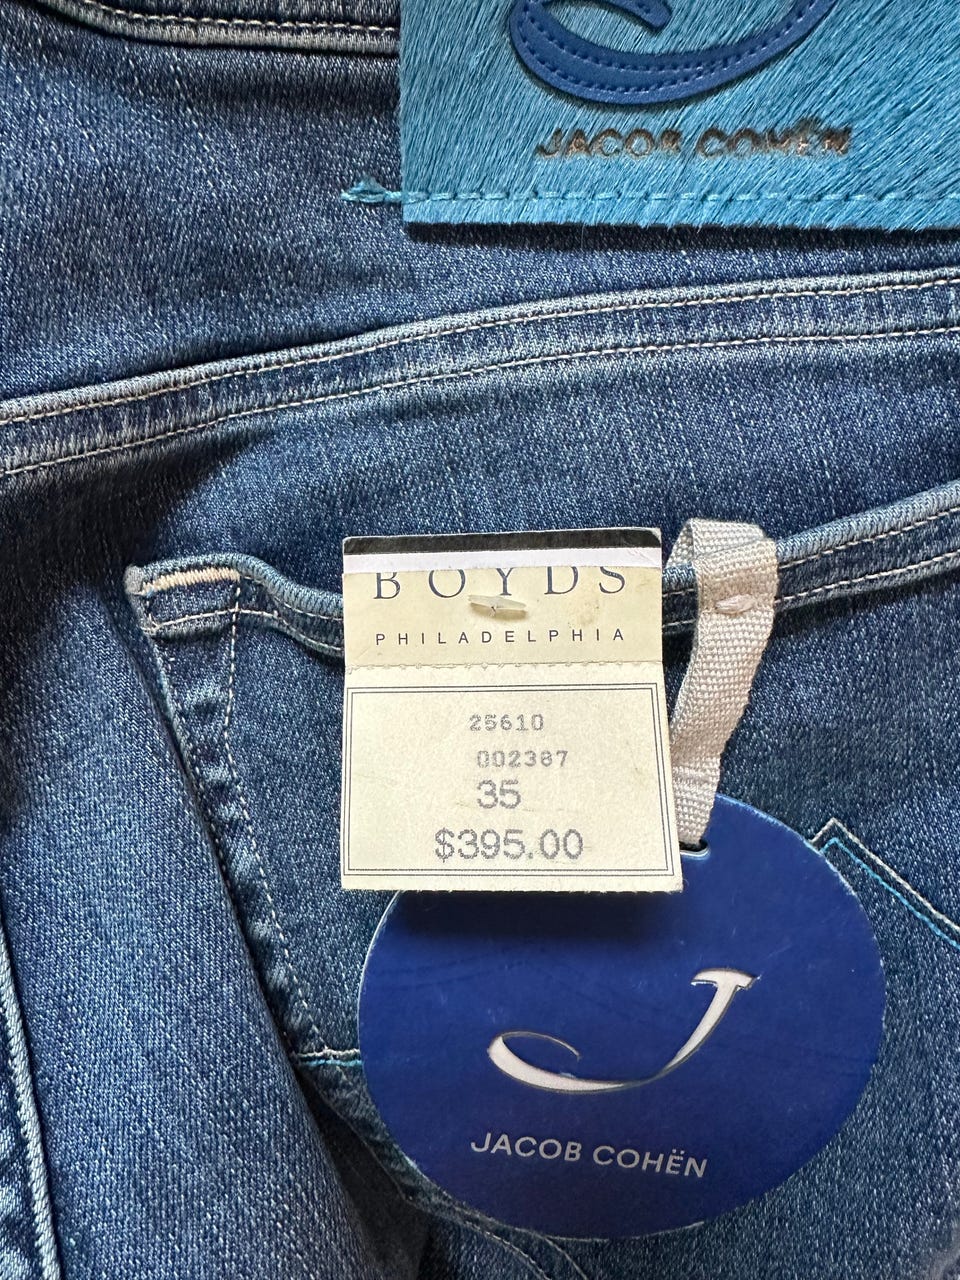 JACOB COHËN
BOYDS
PHILADELPHIA
25610
002387
35
$395.00
J
JACOB COHËN